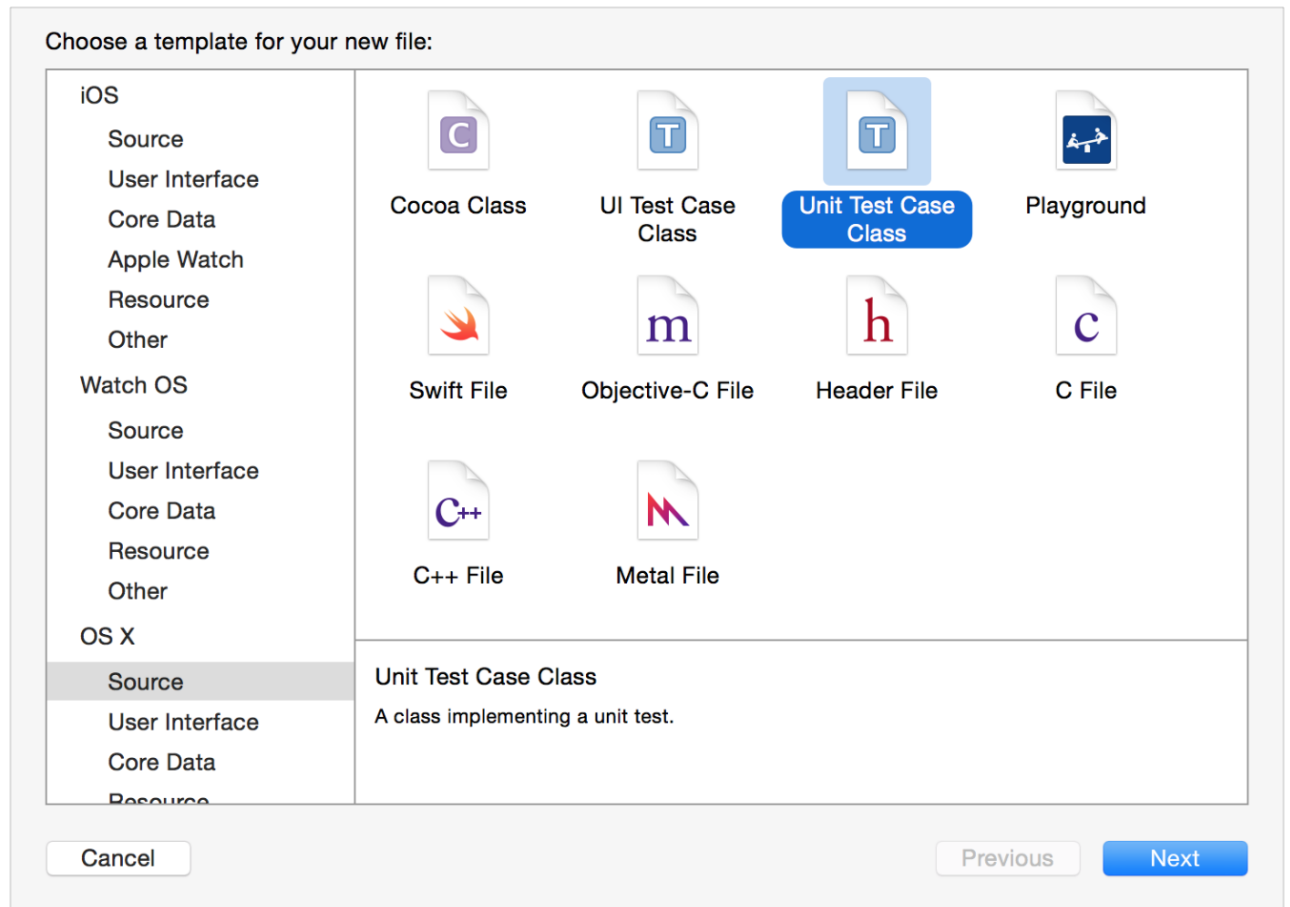 Choose a template for your new file:
iOS
Source
User Interface
Core Data
Apple Watch
Resource
Other
Watch OS
Source
User Interface
Core Data
Resource
Other
OS X
Source
User Interface
Core Data
Resource
C
T
T
Cocoa Class
UI Test Case
Class
Unit Test Case
Class
Playground
m
h
c
Swift File
Objective-C File
Header File
C File
C++
C++ File
Metal File
Unit Test Case Class
A class implementing a unit test.
Cancel
Previous
Next